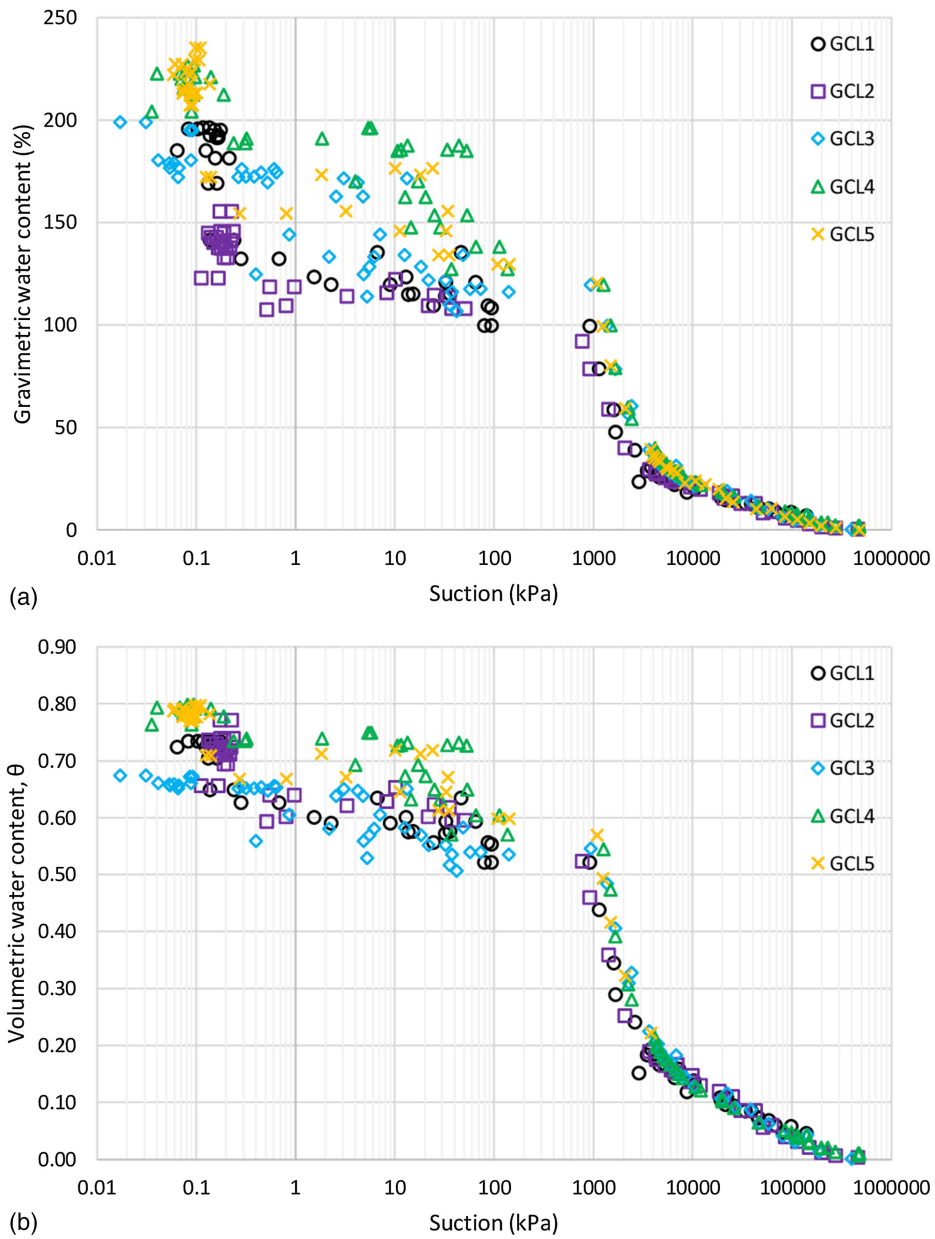 250
200
150
100
50
0
Gravimetric water content (%)
GCL1
GCL2
GCL3
GCL4
GCL5
0.01 0.1 1 10 100 1000 10000 100000 1000000
(a) Suction (kPa)
0.90
0.80
0.70
0.60
0.50
0.40
0.30
0.20
0.10
0.00
Volumetric water content, θ
GCL1
GCL2
GCL3
GCL4
GCL5
0.01 0.1 1 10 100 1000 10000 100000 1000000
(b) Suction (kPa)